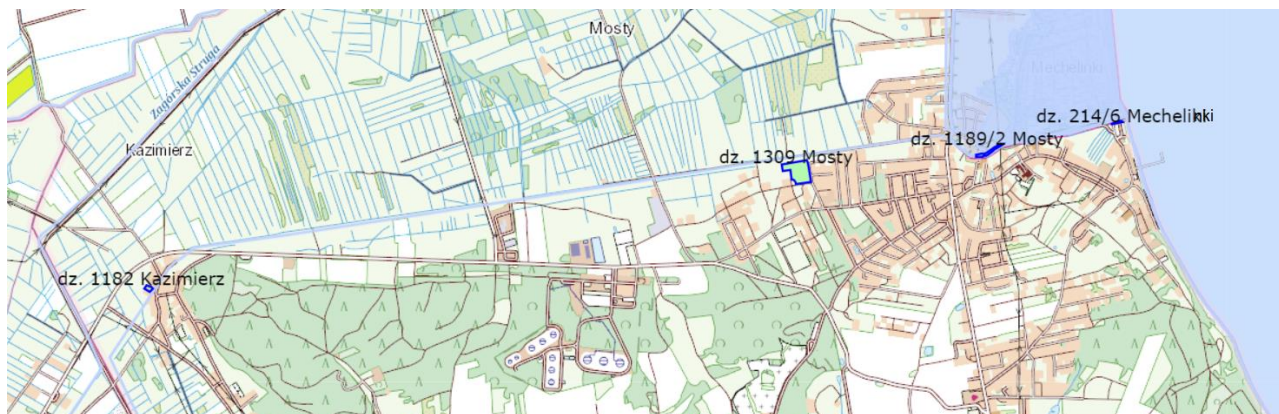 Mosty
Zagórska Struga
Mechelinki
dz. 214/6 Mechelinki
dz. 1189/2 Mosty
Kazimierz
dz. 1309 Mosty
dz. 1182 Kazimierz